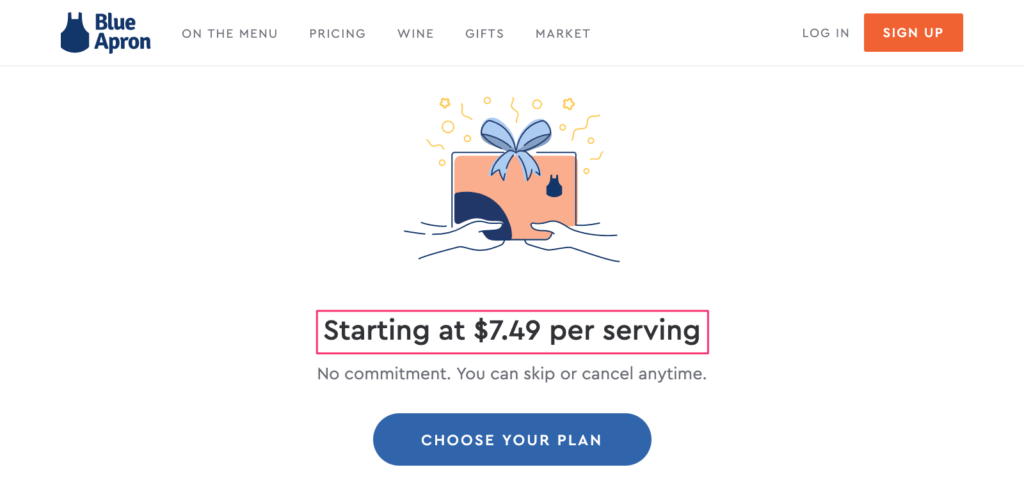 Blue
Apron
ON THE MENU
PRICING
WINE
GIFTS
MARKET
LOG IN
SIGN UP
Starting at $7.49 per serving
No commitment. You can skip or cancel anytime.
CHOOSE YOUR PLAN